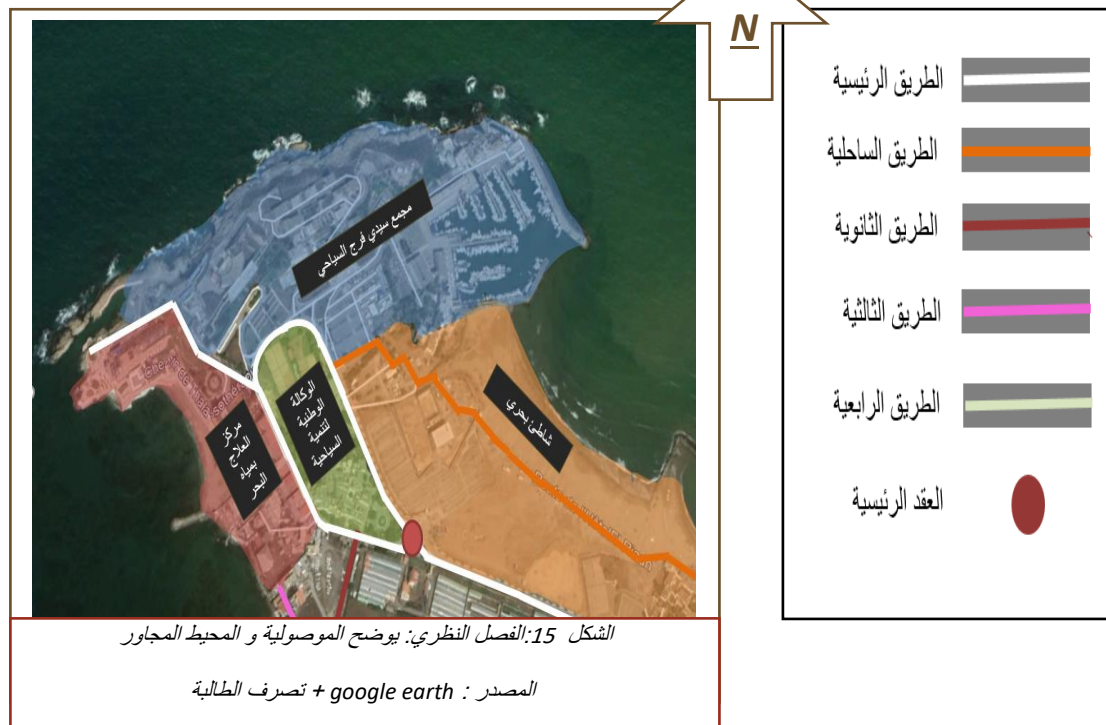 N
الطريق الرئيسية
الطريق الساحلية
الطريق الثانوية
الطريق الثالثية
الطريق الرابعية
العقد الرئيسية
مجمع سيدي فرج السياحي
الوكالة
الوطنية
لتنمية
السياحية
مركز
العلاج
بمياه
البحر
شاطئ بحري
الشكل 15:الفصل النظري: يوضح الموصولية و المحيط المجاور
المصدر : google earth + تصرف الطالبة